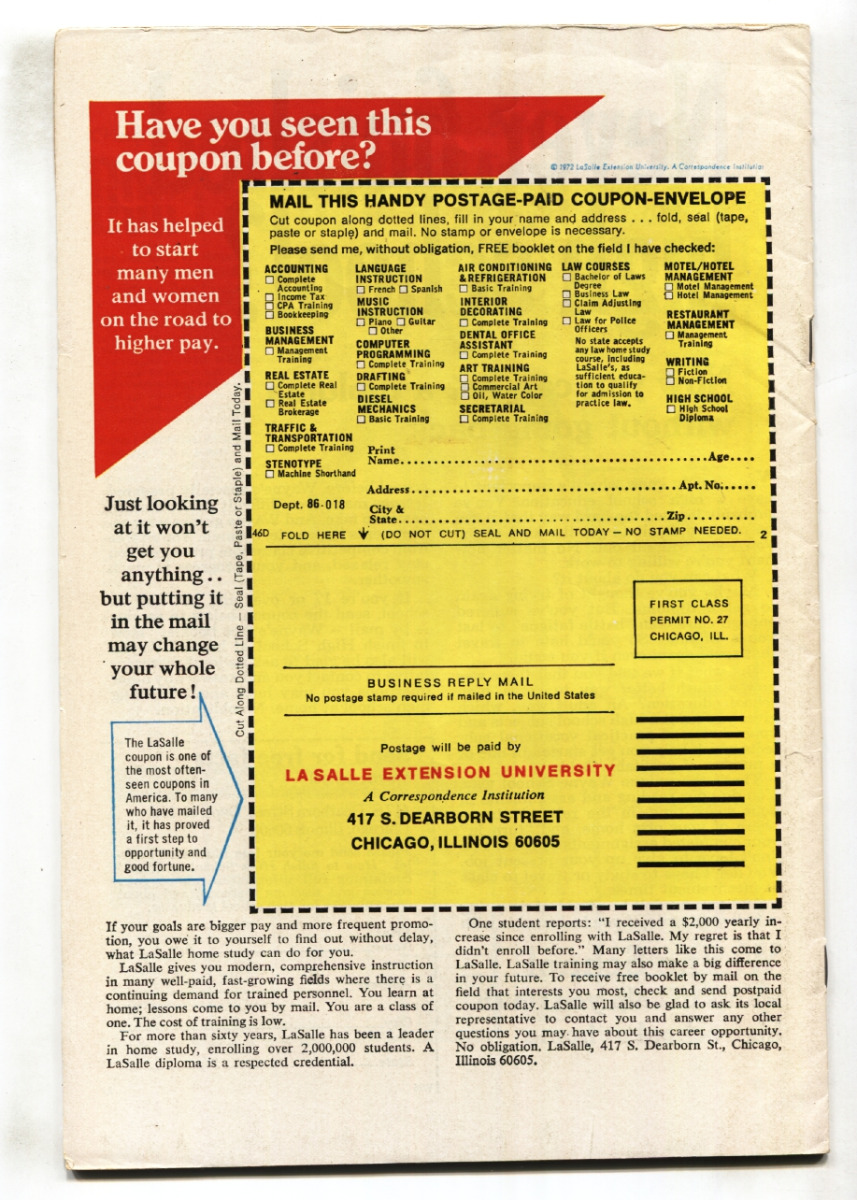 Have you seen this
coupon before?
© 1972 LaSalle Extension University. A Correspondence Institution
It has helped
to start
many men
and women
on the road to
higher pay.
Just looking
at it won't
get you
anything . .
but putting it
in the mail
may change
your whole
future!
The LaSalle
coupon is one of
the most often-
seen coupons in
America. To many
who have mailed
it, it has proved
a first step to
opportunity and
good fortune.
Cut Along Dotted Line — Seal (Tape, Paste or Staple) and Mail Today.
MAIL THIS HANDY POSTAGE-PAID COUPON-ENVELOPE
Cut coupon along dotted lines, fill in your name and address . . . fold, seal (tape,
paste or staple) and mail. No stamp or envelope is necessary.
Please send me, without obligation, FREE booklet on the field I have checked:
ACCOUNTING
☐ Complete
Accounting
☐ Income Tax
☐ CPA Training
☐ Bookkeeping
BUSINESS
MANAGEMENT
☐ Management
Training
REAL ESTATE
☐ Complete Real
Estate
☐ Real Estate
Brokerage
TRAFFIC &
TRANSPORTATION
☐ Complete Training
STENOTYPE
☐ Machine Shorthand
LANGUAGE
INSTRUCTION
☐ French ☐ Spanish
MUSIC
INSTRUCTION
☐ Piano ☐ Guitar
☐ Other
COMPUTER
PROGRAMMING
☐ Complete Training
DRAFTING
☐ Complete Training
DIESEL
MECHANICS
☐ Basic Training
AIR CONDITIONING
& REFRIGERATION
☐ Basic Training
INTERIOR
DECORATING
☐ Complete Training
DENTAL OFFICE
ASSISTANT
☐ Complete Training
ART TRAINING
☐ Complete Training
☐ Commercial Art
☐ Oil, Water Color
SECRETARIAL
☐ Complete Training
LAW COURSES
☐ Bachelor of Laws
Degree
☐ Business Law
☐ Claim Adjusting
Law
☐ Law for Police
Officers
No state accepts
any law home study
course, including
LaSalle's, as
sufficient educa-
tion to qualify
for admission to
practice law.
MOTEL/HOTEL
MANAGEMENT
☐ Motel Management
☐ Hotel Management
RESTAURANT
MANAGEMENT
☐ Management
Training
WRITING
☐ Fiction
☐ Non-Fiction
HIGH SCHOOL
☐ High School
Diploma
Print
Name.......... Age....
Address.......... Apt. No......
Dept. 86-018
City &
State.......... Zip..........
46D FOLD HERE ↓ (DO NOT CUT) SEAL AND MAIL TODAY — NO STAMP NEEDED. 2
FIRST CLASS
PERMIT NO. 27
CHICAGO, ILL.
BUSINESS REPLY MAIL
No postage stamp required if mailed in the United States
Postage will be paid by
LA SALLE EXTENSION UNIVERSITY
A Correspondence Institution
417 S. DEARBORN STREET
CHICAGO, ILLINOIS 60605
If your goals are bigger pay and more frequent promo-
tion, you owe it to yourself to find out without delay,
what LaSalle home study can do for you.
LaSalle gives you modern, comprehensive instruction
in many well-paid, fast-growing fields where there is a
continuing demand for trained personnel. You learn at
home; lessons come to you by mail. You are a class of
one. The cost of training is low.
For more than sixty years, LaSalle has been a leader
in home study, enrolling over 2,000,000 students. A
LaSalle diploma is a respected credential.
One student reports: "I received a $2,000 yearly in-
crease since enrolling with LaSalle. My regret is that I
didn't enroll before." Many letters like this come to
LaSalle. LaSalle training may also make a big difference
in your future. To receive free booklet by mail on the
field that interests you most, check and send postpaid
coupon today. LaSalle will also be glad to ask its local
representative to contact you and answer any other
questions you may have about this career opportunity.
No obligation. LaSalle, 417 S. Dearborn St., Chicago,
Illinois 60605.